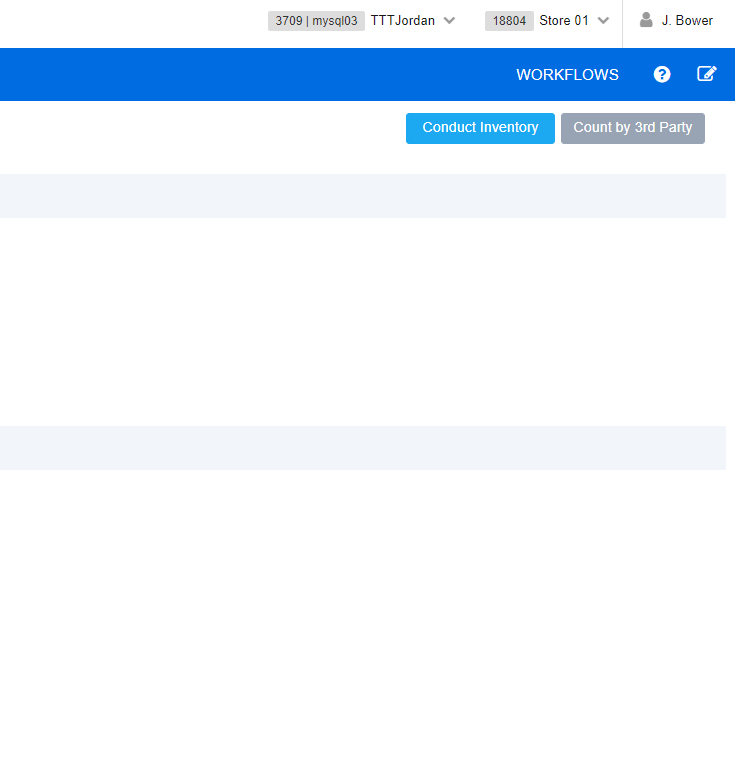 3709 | mysql03 TTTJordan 18804 Store 01 J. Bower
WORKFLOWS ?
Conduct Inventory Count by 3rd Party